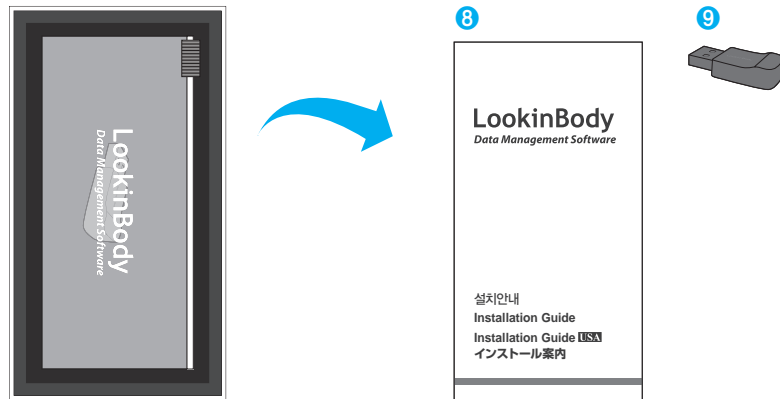 LookinBody
Data Management Software
8
LookinBody
Data Management Software
설치안내
Installation Guide
Installation Guide USA
インストール案内
9